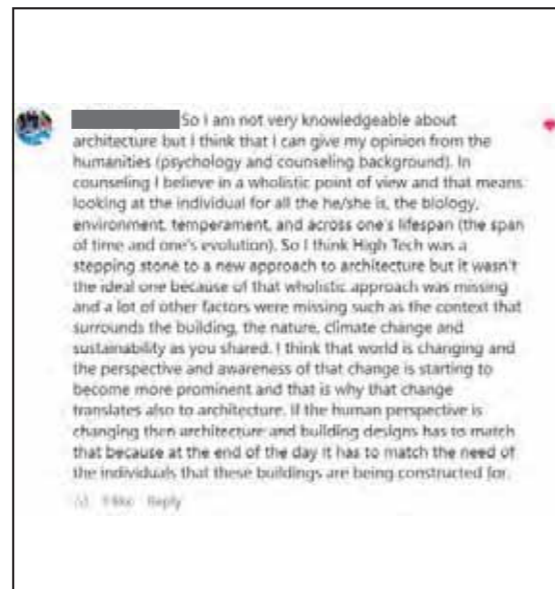 So I am not very knowledgeable about
architecture but I think that I can give my opinion from the
humanities (psychology and counseling background). In
counseling I believe in a wholistic point of view and that means
looking at the individual for all the he/she is, the biology,
environment, temperament, and across one's lifespan (the span
of time and one's evolution). So I think High Tech was a
stepping stone to a new approach to architecture but it wasn't
the ideal one because of that wholistic approach was missing
and a lot of other factors were missing such as the context that
surrounds the building, the nature, climate change and
sustainability as you shared. I think that world is changing and
the perspective and awareness of that change is starting to
become more prominent and that is why that change
translates also to architecture. If the human perspective is
changing then architecture and building designs has to match
that because at the end of the day it has to match the need of
the individuals that these buildings are being constructed for.
1 like Reply